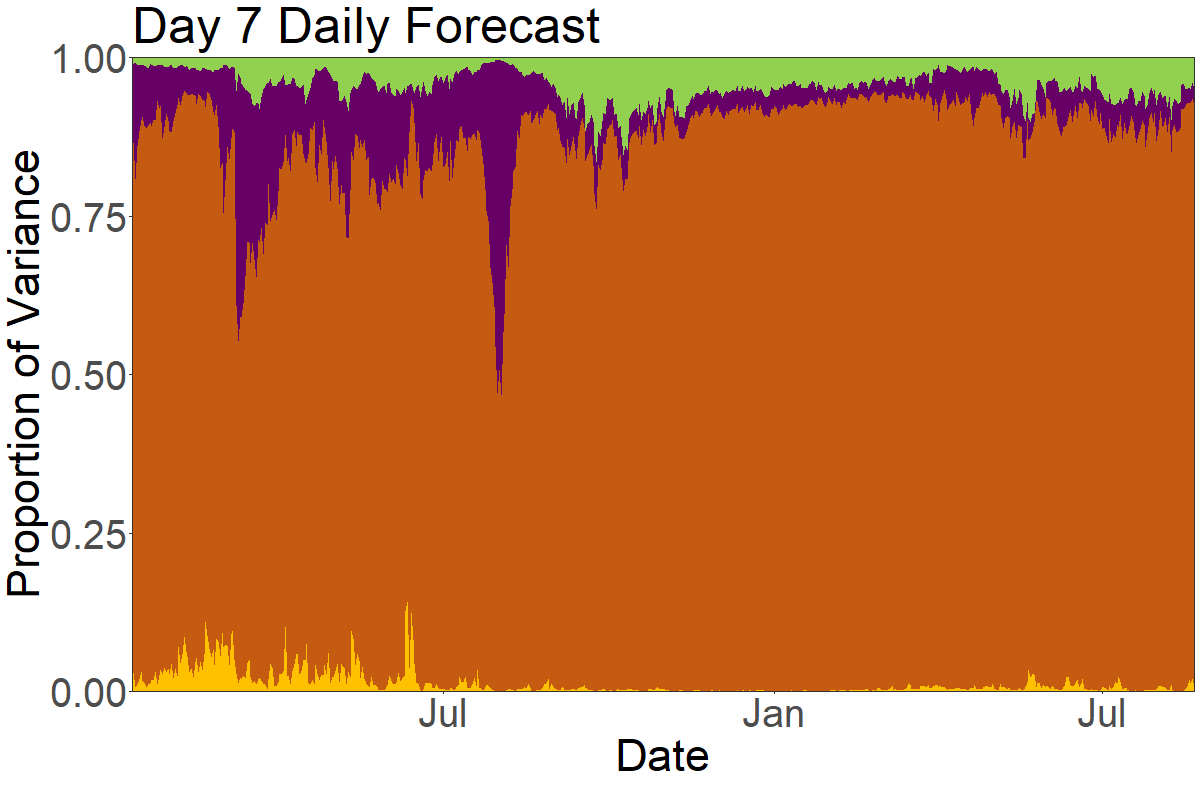 Day 7 Daily Forecast
Proportion of Variance
1.00
0.75
0.50
0.25
0.00
Jul
Jan
Jul
Date